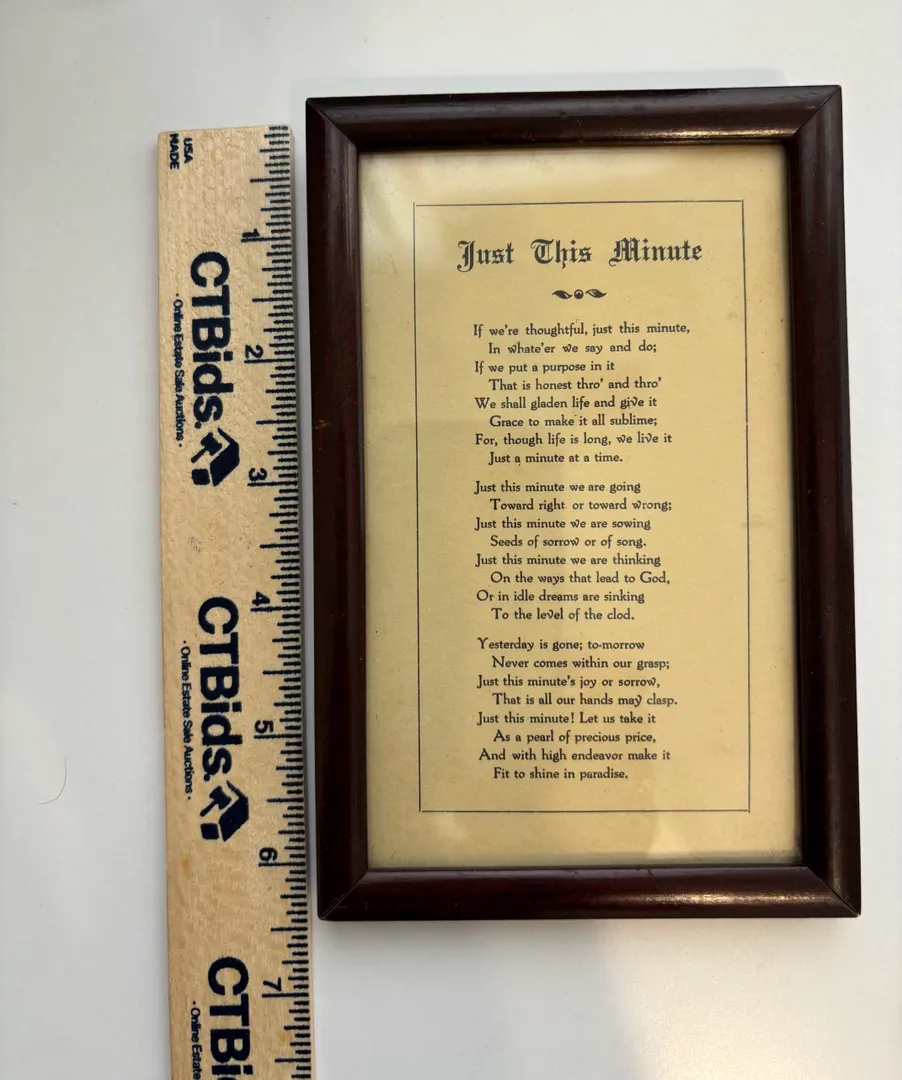 USA
MADE
1
CTBids.
· Online Estate Sale Auctions ·
2
3
4
CTBids.
· Online Estate Sale Auctions ·
5
6
7
CTBi
· Online Estate
Just This Minute
If we're thoughtful, just this minute,
In whate'er we say and do;
If we put a purpose in it
That is honest thro' and thro'
We shall gladen life and give it
Grace to make it all sublime;
For, though life is long, we live it
Just a minute at a time.
Just this minute we are going
Toward right or toward wrong;
Just this minute we are sowing
Seeds of sorrow or of song.
Just this minute we are thinking
On the ways that lead to God,
Or in idle dreams are sinking
To the level of the clod.
Yesterday is gone; to-morrow
Never comes within our grasp;
Just this minute's joy or sorrow,
That is all our hands may clasp.
Just this minute! Let us take it
As a pearl of precious price,
And with high endeavor make it
Fit to shine in paradise.